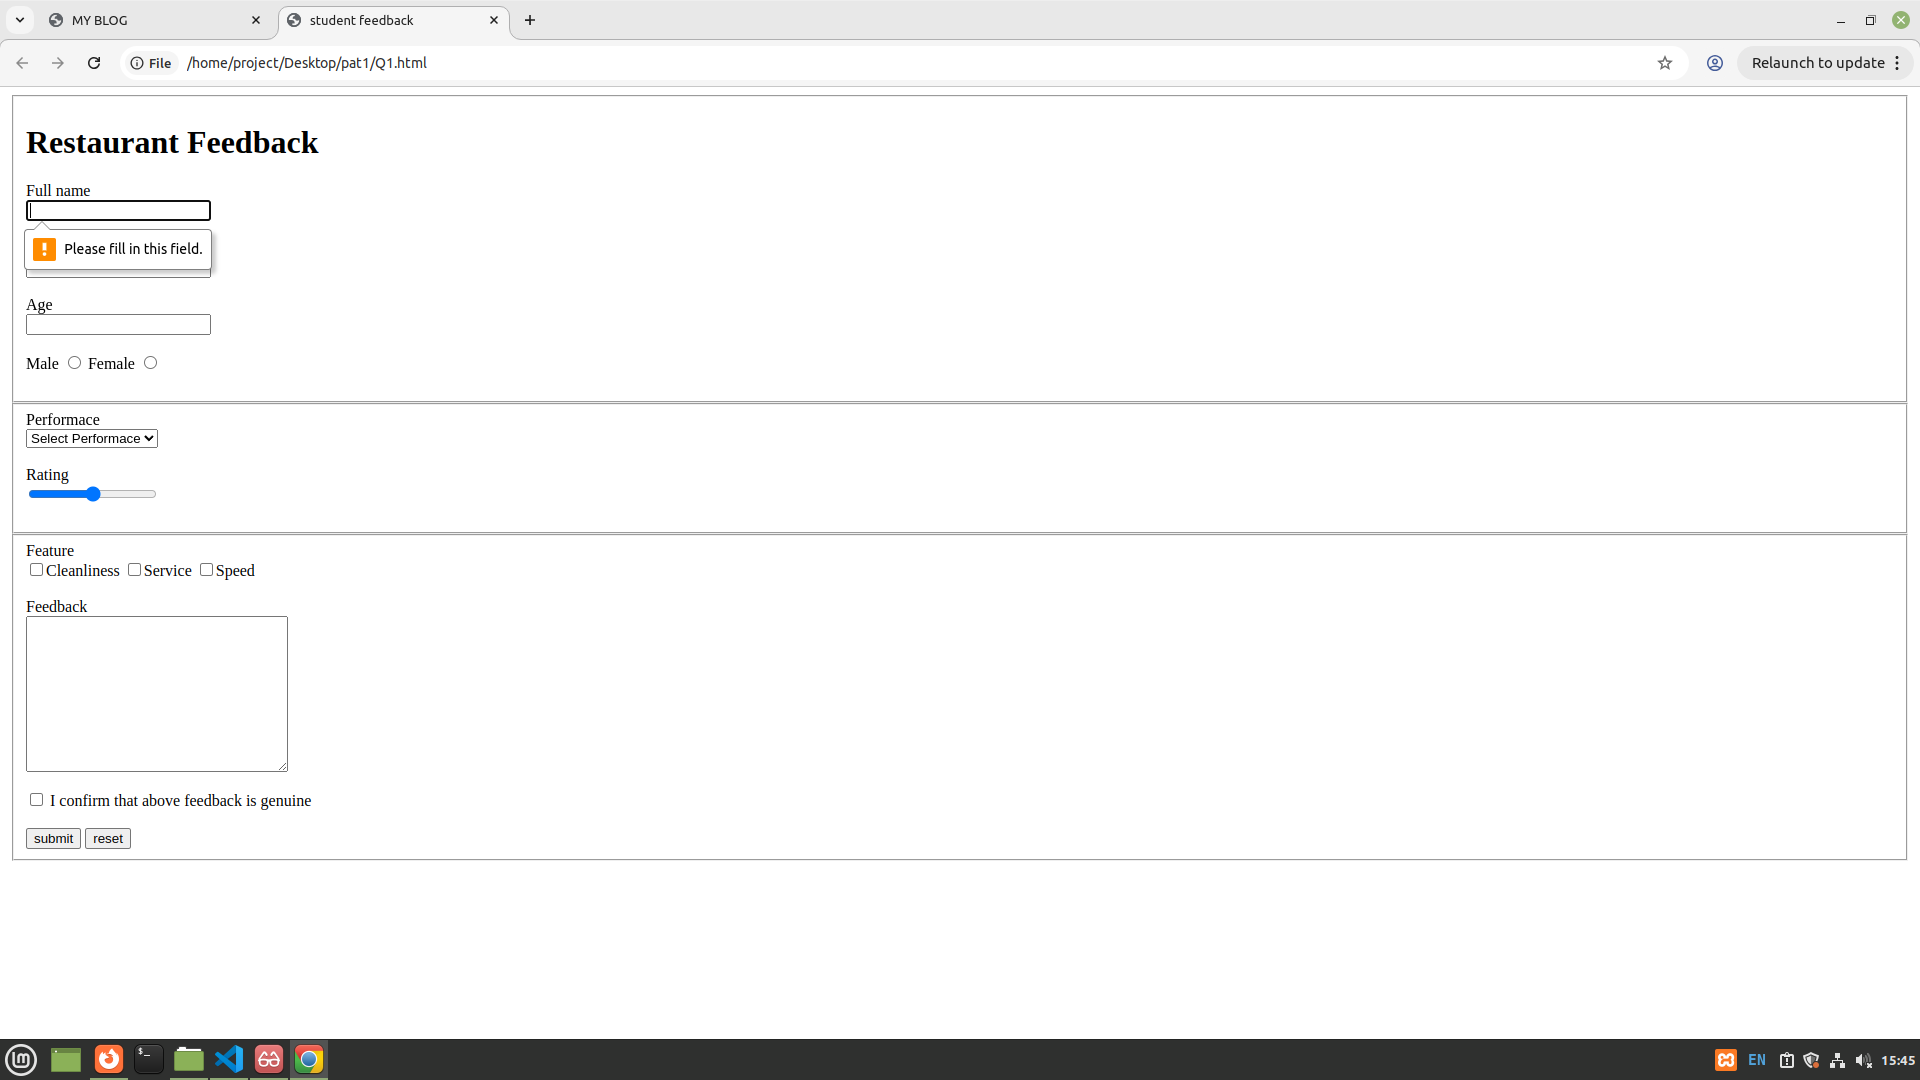 MY BLOG
student feedback
File /home/project/Desktop/pat1/Q1.html
Relaunch to update
Restaurant Feedback
Full name
Please fill in this field.
Age
Male Female
Performace
Select Performace
Rating
Feature
Cleanliness Service Speed
Feedback
I confirm that above feedback is genuine
submit reset
$_
EN
15:45